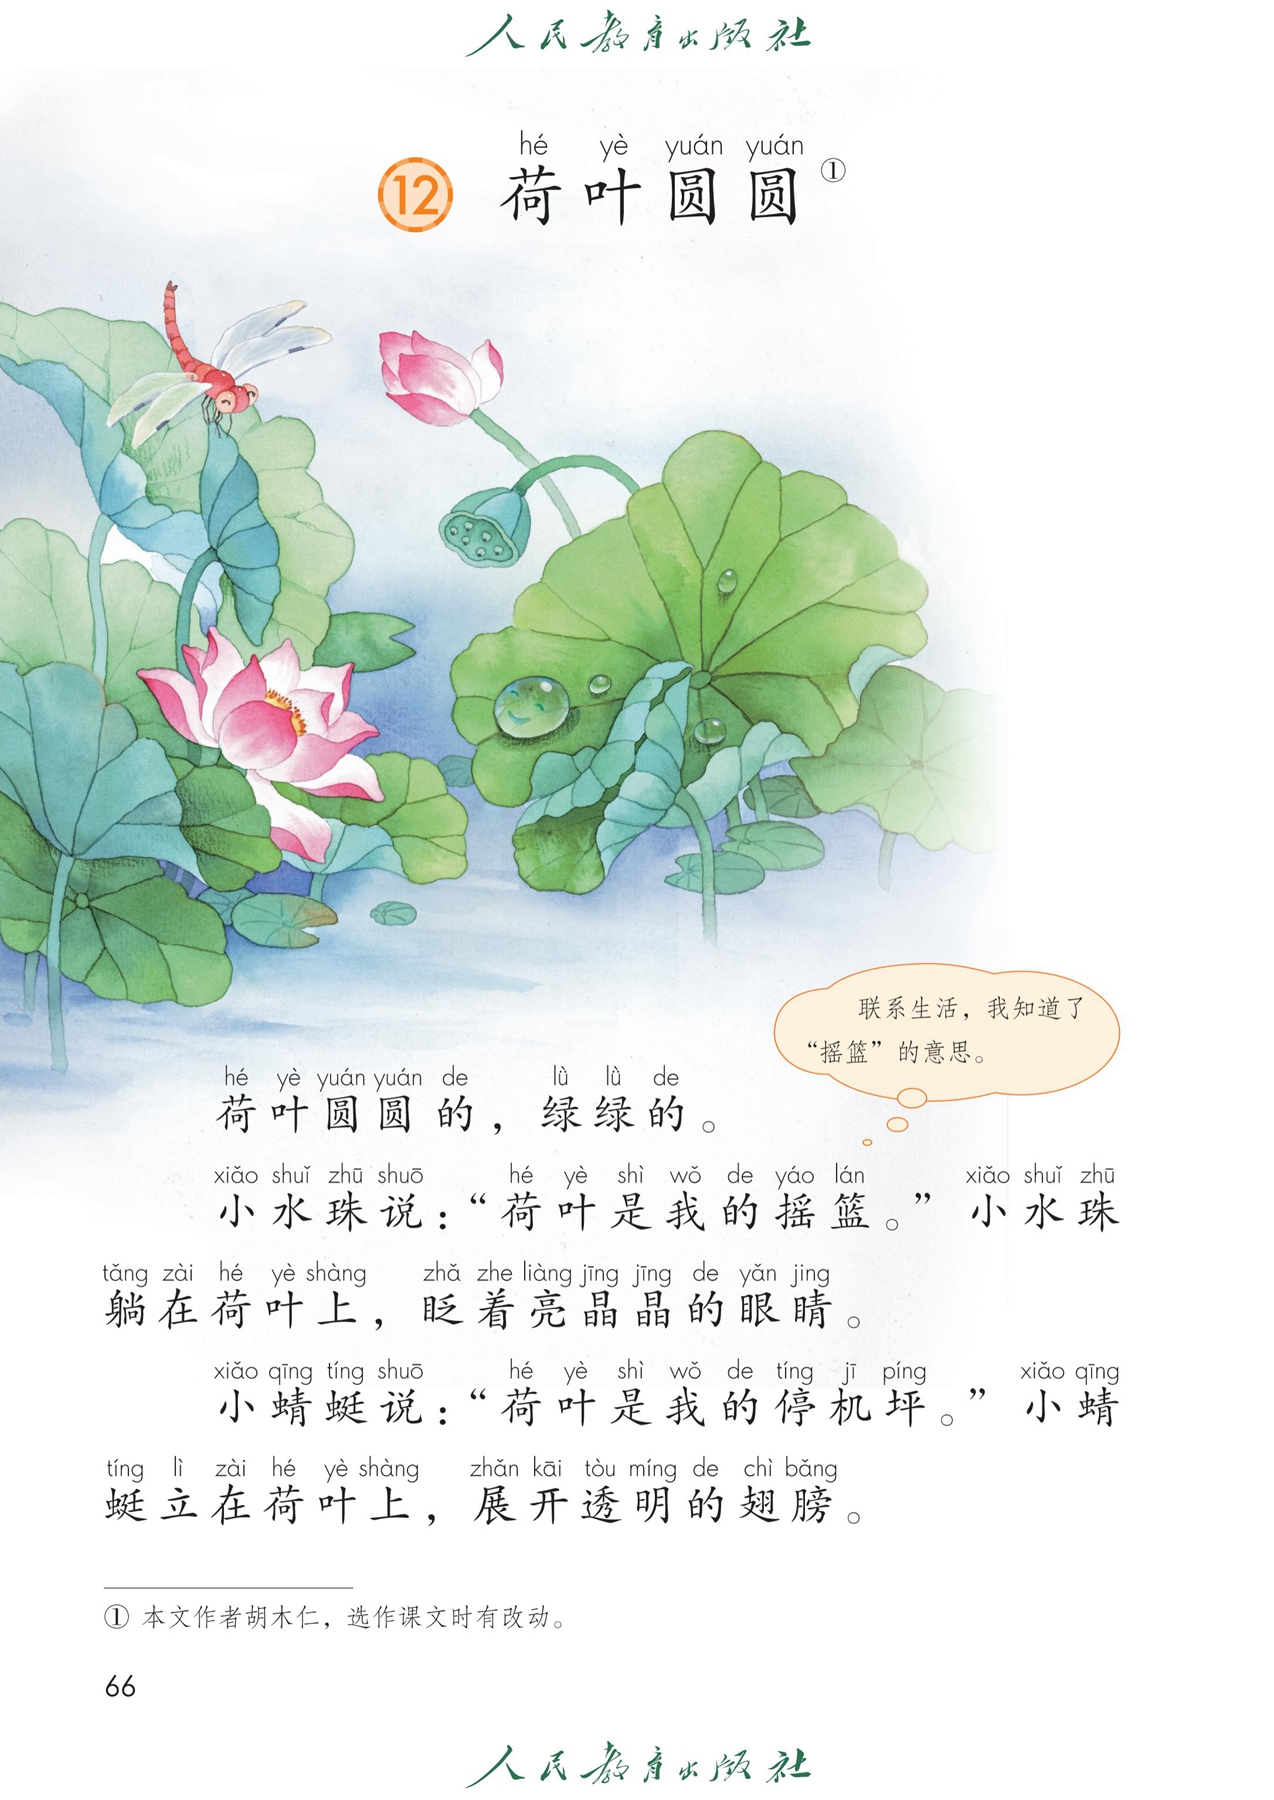 人民教育出版社
hé yè yuán yuán
12 荷叶圆圆①
联系生活，我知道了
“摇篮”的意思。
hé yè yuán yuán de lǜ lǜ de
荷叶圆圆的，绿绿的。
xiǎo shuǐ zhū shuō hé yè shì wǒ de yáo lán xiǎo shuǐ zhū
小水珠说：“荷叶是我的摇篮。”小水珠
tǎng zài hé yè shàng zhǎ zhe liàng jīng jīng de yǎn jing
躺在荷叶上，眨着亮晶晶的眼睛。
xiǎo qīng tíng shuō hé yè shì wǒ de tíng jī píng xiǎo qīng
小蜻蜓说：“荷叶是我的停机坪。”小蜻
tíng lì zài hé yè shàng zhǎn kāi tòu míng de chì bǎng
蜓立在荷叶上，展开透明的翅膀。
① 本文作者胡木仁，选作课文时有改动。
66
人民教育出版社